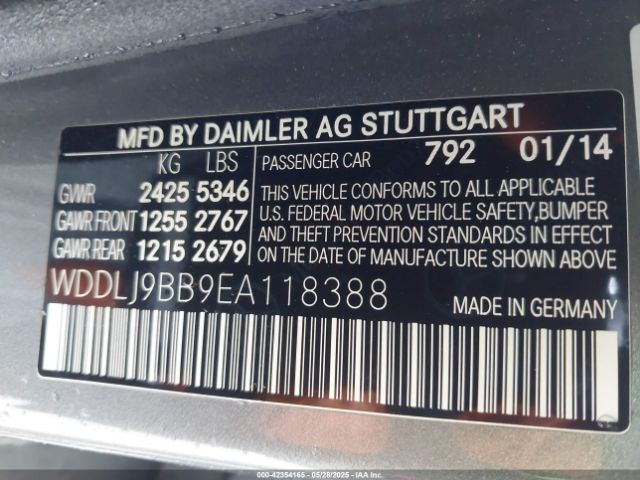 MFD BY DAIMLER AG STUTTGART
KG LBS
GVWR 2425 5346
GAWR FRONT 1255 2767
GAWR REAR 1215 2679
PASSENGER CAR 792 01/14
THIS VEHICLE CONFORMS TO ALL APPLICABLE
U.S. FEDERAL MOTOR VEHICLE SAFETY,BUMPER
AND THEFT PREVENTION STANDARDS IN EFFECT
ON THE DATE OF MANUFACTURE SHOWN ABOVE.
WDDLJ9BB9EA118388
MADE IN GERMANY
000-42354165 - 05/28/2025 - IAAI.COM